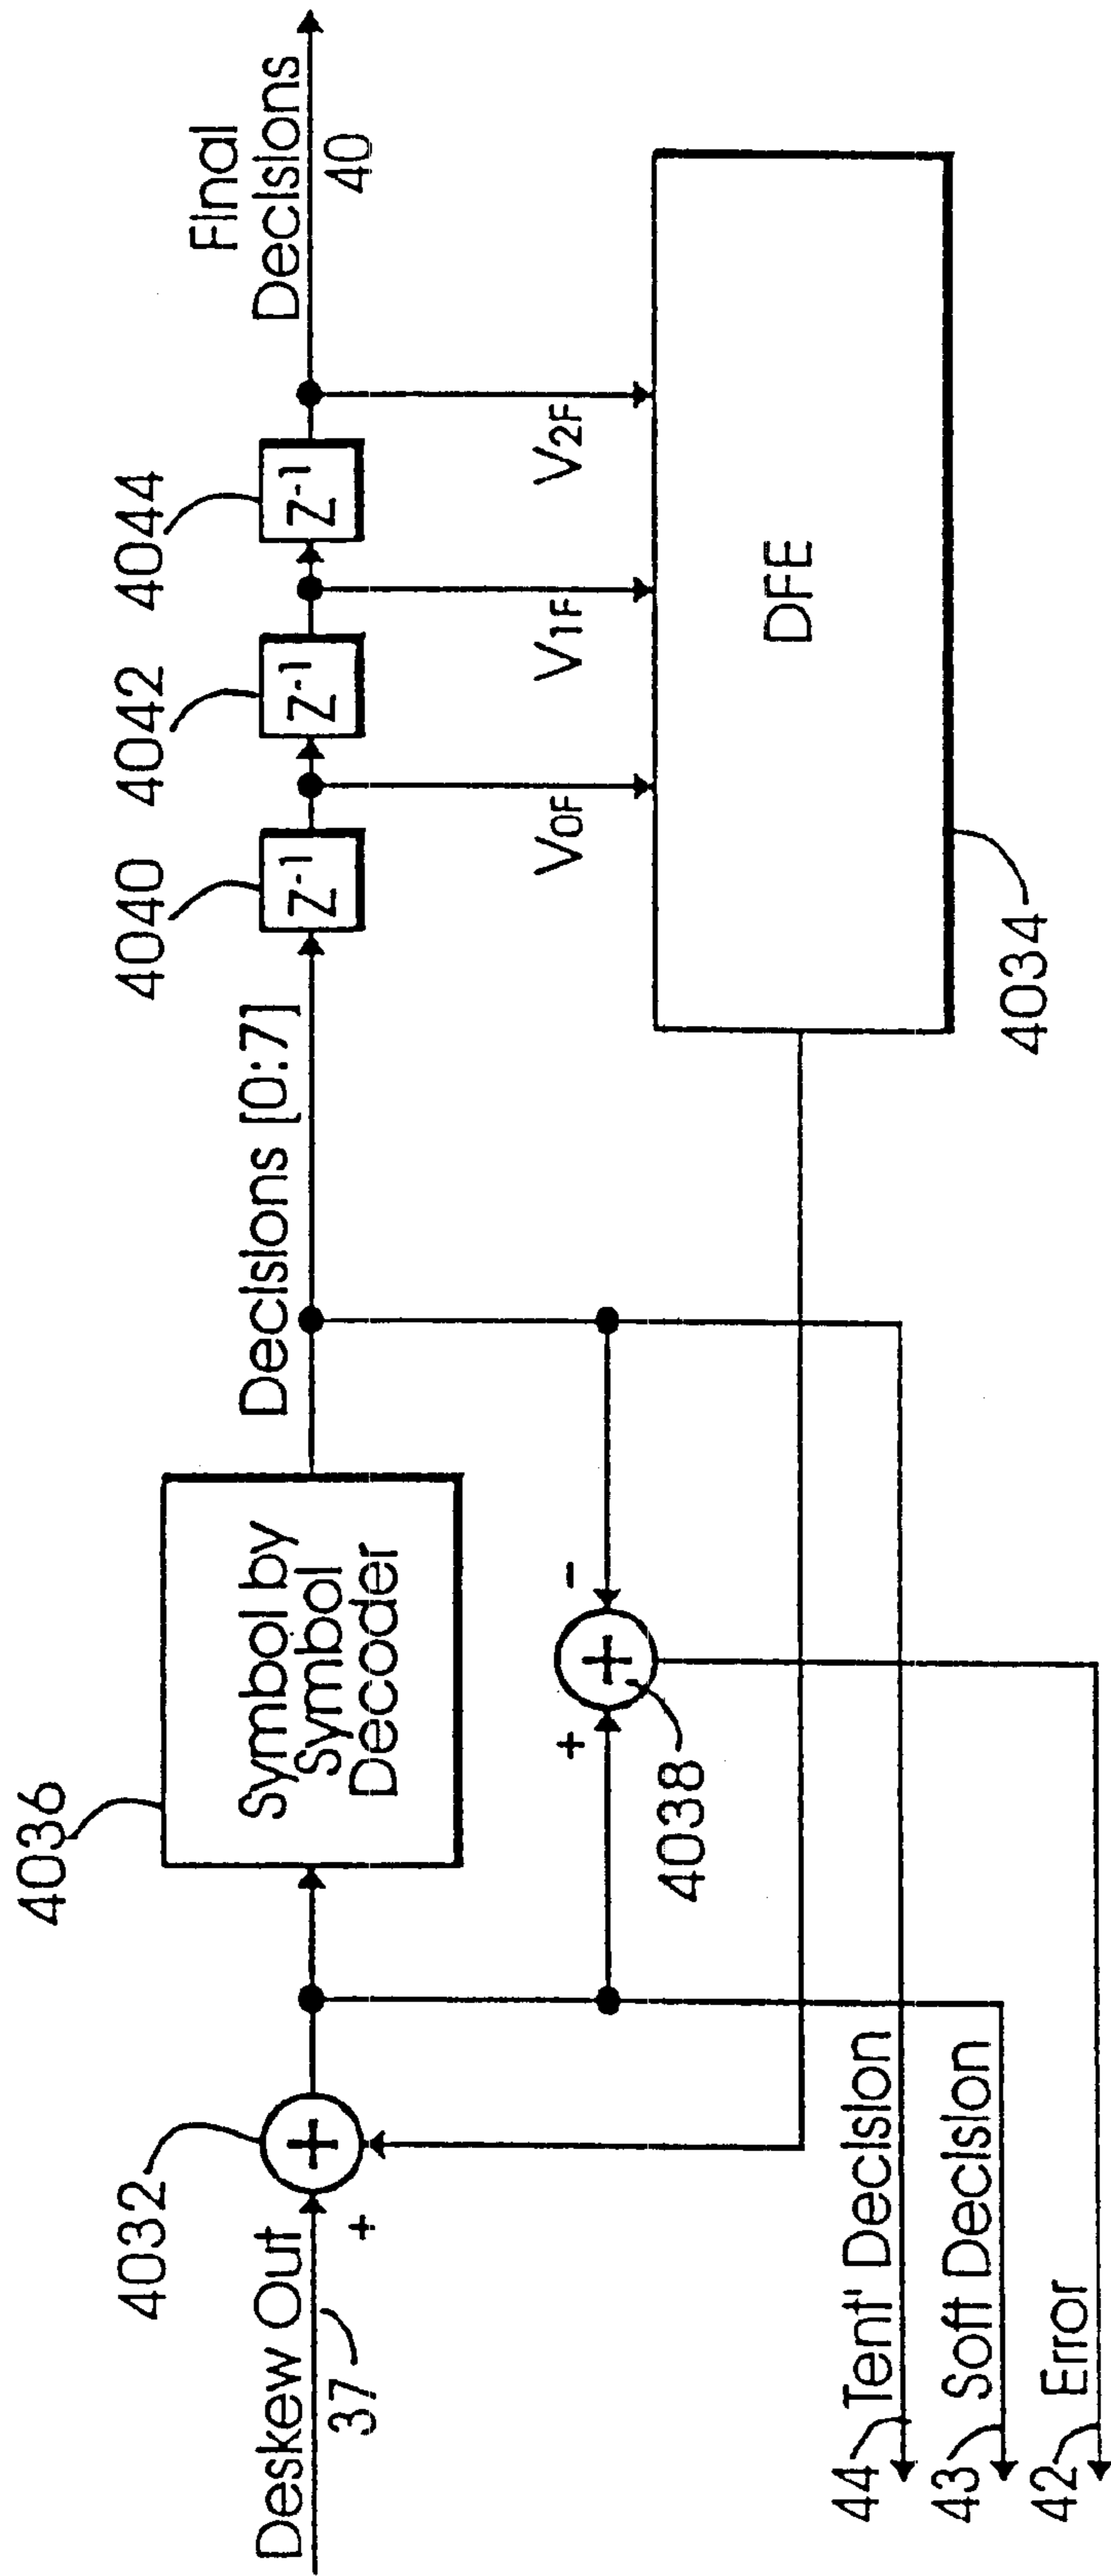 4036
4032
Deskew Out
37
+
+
Symbol by
Symbol
Decoder
Decisions [0:7]
4040
4042
4044
Z-1
Z-1
Z-1
Final
Decisions
40
V0F
V1F
V2F
+
-
+
4038
DFE
4034
44
Tent' Decision
43
Soft Decision
42
Error